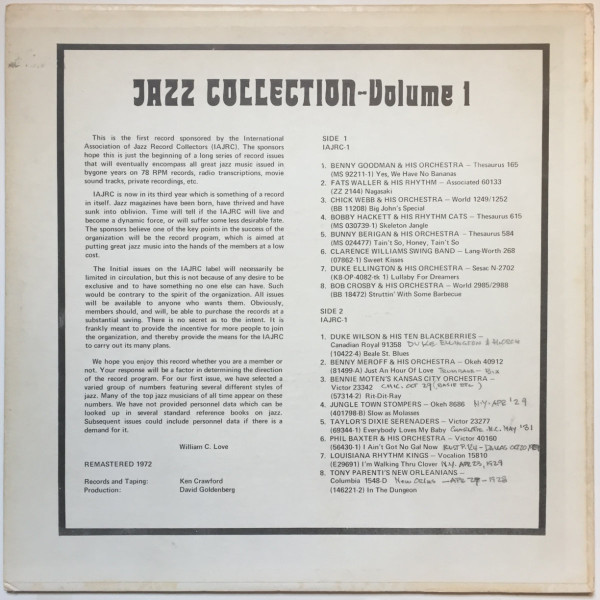 JAZZ COLLECTION-Volume 1
This is the first record sponsored by the International
Association of Jazz Record Collectors (IAJRC). The sponsors
hope this is just the beginning of a long series of record issues
that will eventually encompass all great jazz music issued in
bygone years on 78 RPM records, radio transcriptions, movie
sound tracks, private recordings, etc.
IAJRC is now in its third year which is something of a record
in itself. Jazz magazines have been born, have thrived and have
sunk into oblivion. Time will tell if the IAJRC will live and
become a dynamic force, or will suffer some less desirable fate.
The sponsors believe one of the key points in the success of the
organization will be the record program, which is aimed at
putting great jazz music into the hands of the members at a low
cost.
The Initial issues on the IAJRC label will necessarily be
limited in circulation, but this is not because of any desire to be
exclusive and to have something no one else can have. Such
would be contrary to the spirit of the organization. All issues
will be available to anyone who wants them. Obviously,
members should, and will, be able to purchase the records at a
substantial saving. There is no secret as to the intent. It is
frankly meant to provide the incentive for more people to join
the organization, and thereby provide the means for the IAJRC
to carry out its many plans.
We hope you enjoy this record whether you are a member or
not. Your response will be a factor in determining the direction
of the record program. For our first issue, we have selected a
varied group of numbers featuring several different styles of
jazz. Many of the top jazz musicians of all time appear on these
numbers. We have not provided personnel data which can be
looked up in several standard reference books on jazz.
Subsequent issues could include personnel data if there is a
demand for it.
William C. Love
REMASTERED 1972
Records and Taping: Ken Crawford
Production: David Goldenberg
SIDE 1
IAJRC-1
1. BENNY GOODMAN & HIS ORCHESTRA – Thesaurus 165
(MS 92211-1) Yes, We Have No Bananas
2. FATS WALLER & HIS RHYTHM – Associated 60133
(ZZ 2144) Nagasaki
3. CHICK WEBB & HIS ORCHESTRA – World 1249/1252
(BB 11208) Big John's Special
4. BOBBY HACKETT & HIS RHYTHM CATS – Thesaurus 615
(MS 030739-1) Skeleton Jangle
5. BUNNY BERIGAN & HIS ORCHESTRA – Thesaurus 584
(MS 024477) Tain't So, Honey, Tain't So
6. CLARENCE WILLIAMS SWING BAND – Lang-Worth 268
(07862-1) Sweet Kisses
7. DUKE ELLINGTON & HIS ORCHESTRA – Sesac N-2702
(K8-OP-4082-tk 1) Lullaby For Dreamers
8. BOB CROSBY & HIS ORCHESTRA – World 2985/2988
(BB 18472) Struttin' With Some Barbecue
SIDE 2
IAJRC-1
1. DUKE WILSON & HIS TEN BLACKBERRIES –
Canadian Royal 91358 DUKE ELLINGTON &
(10422-4) Beale St. Blues
2. BENNY MEROFF & HIS ORCHESTRA – Okeh 40912
(81499-A) Just An Hour Of Love
3. BENNIE MOTEN'S KANSAS CITY ORCHESTRA –
Victor 23342 CHIC. OCT 29
(57314-2) Rit-Dit-Ray
4. JUNGLE TOWN STOMPERS – Okeh 8686 N.Y. APR '29
(401798-B) Slow as Molasses
5. TAYLOR'S DIXIE SERENADERS – Victor 23277
(69344-1) Everybody Loves My Baby CHARLOTTE, N.C. MAY '31
6. PHIL BAXTER & HIS ORCHESTRA – Victor 40160
(56430-1) I Ain't Got No Gal Now DALLAS OCT 20/
7. LOUISIANA RHYTHM KINGS – Vocalion 15810
(E29691) I'm Walking Thru Clover N.Y. APR 23, 1929
8. TONY PARENTI'S NEW ORLEANIANS –
Columbia 1548-D NEW ORLNS – APR 28 – 1928
(146221-2) In The Dungeon